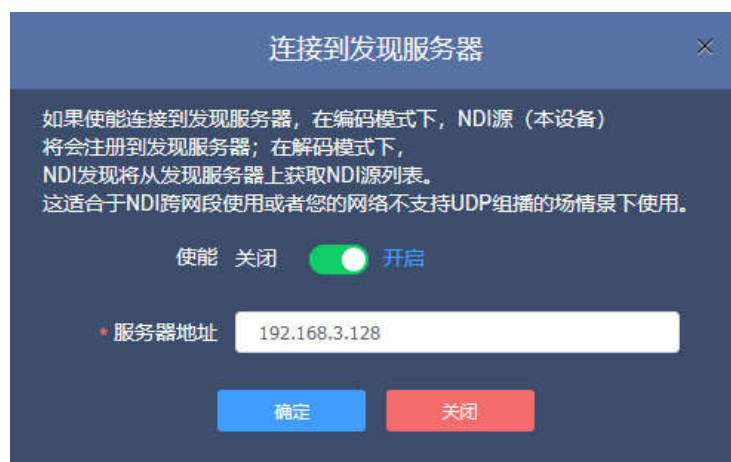 连接到发现服务器
如果使能连接到发现服务器，在编码模式下，NDI源（本设备）
将会注册到发现服务器；在解码模式下，
NDI发现将从发现服务器上获取NDI源列表。
这适合于NDI跨网段使用或者您的网络不支持UDP组播的场情景下使用。
使能 关闭 开启
* 服务器地址 192.168.3.128
确定 关闭